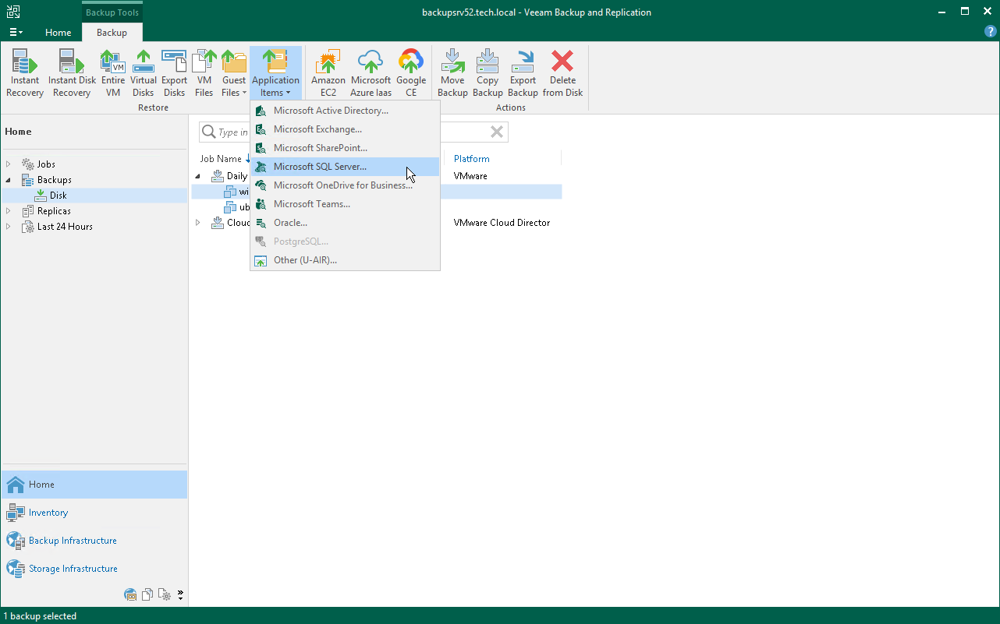 Backup Tools
backupsrv52.tech.local - Veeam Backup and Replication
Home
Backup
?
Instant Recovery
Instant Disk Recovery
Entire VM
VM
Virtual Disks
Export Disks
VM Files
Guest Files
Application Items
Amazon EC2
Microsoft Azure Iaas
Google CE
Move Backup
Copy Backup
Export Backup
Delete from Disk
Restore
Actions
Home
Jobs
Backups
Disk
Replicas
Last 24 Hours
Type in
Job Name
Platform
Daily
VMware
wi
ub
Cloud
VMware Cloud Director
Microsoft Active Directory...
Microsoft Exchange...
Microsoft SharePoint...
Microsoft SQL Server...
Microsoft OneDrive for Business...
Microsoft Teams...
Oracle...
PostgreSQL...
Other (U-AIR)...
Home
Inventory
Backup Infrastructure
Storage Infrastructure
1 backup selected